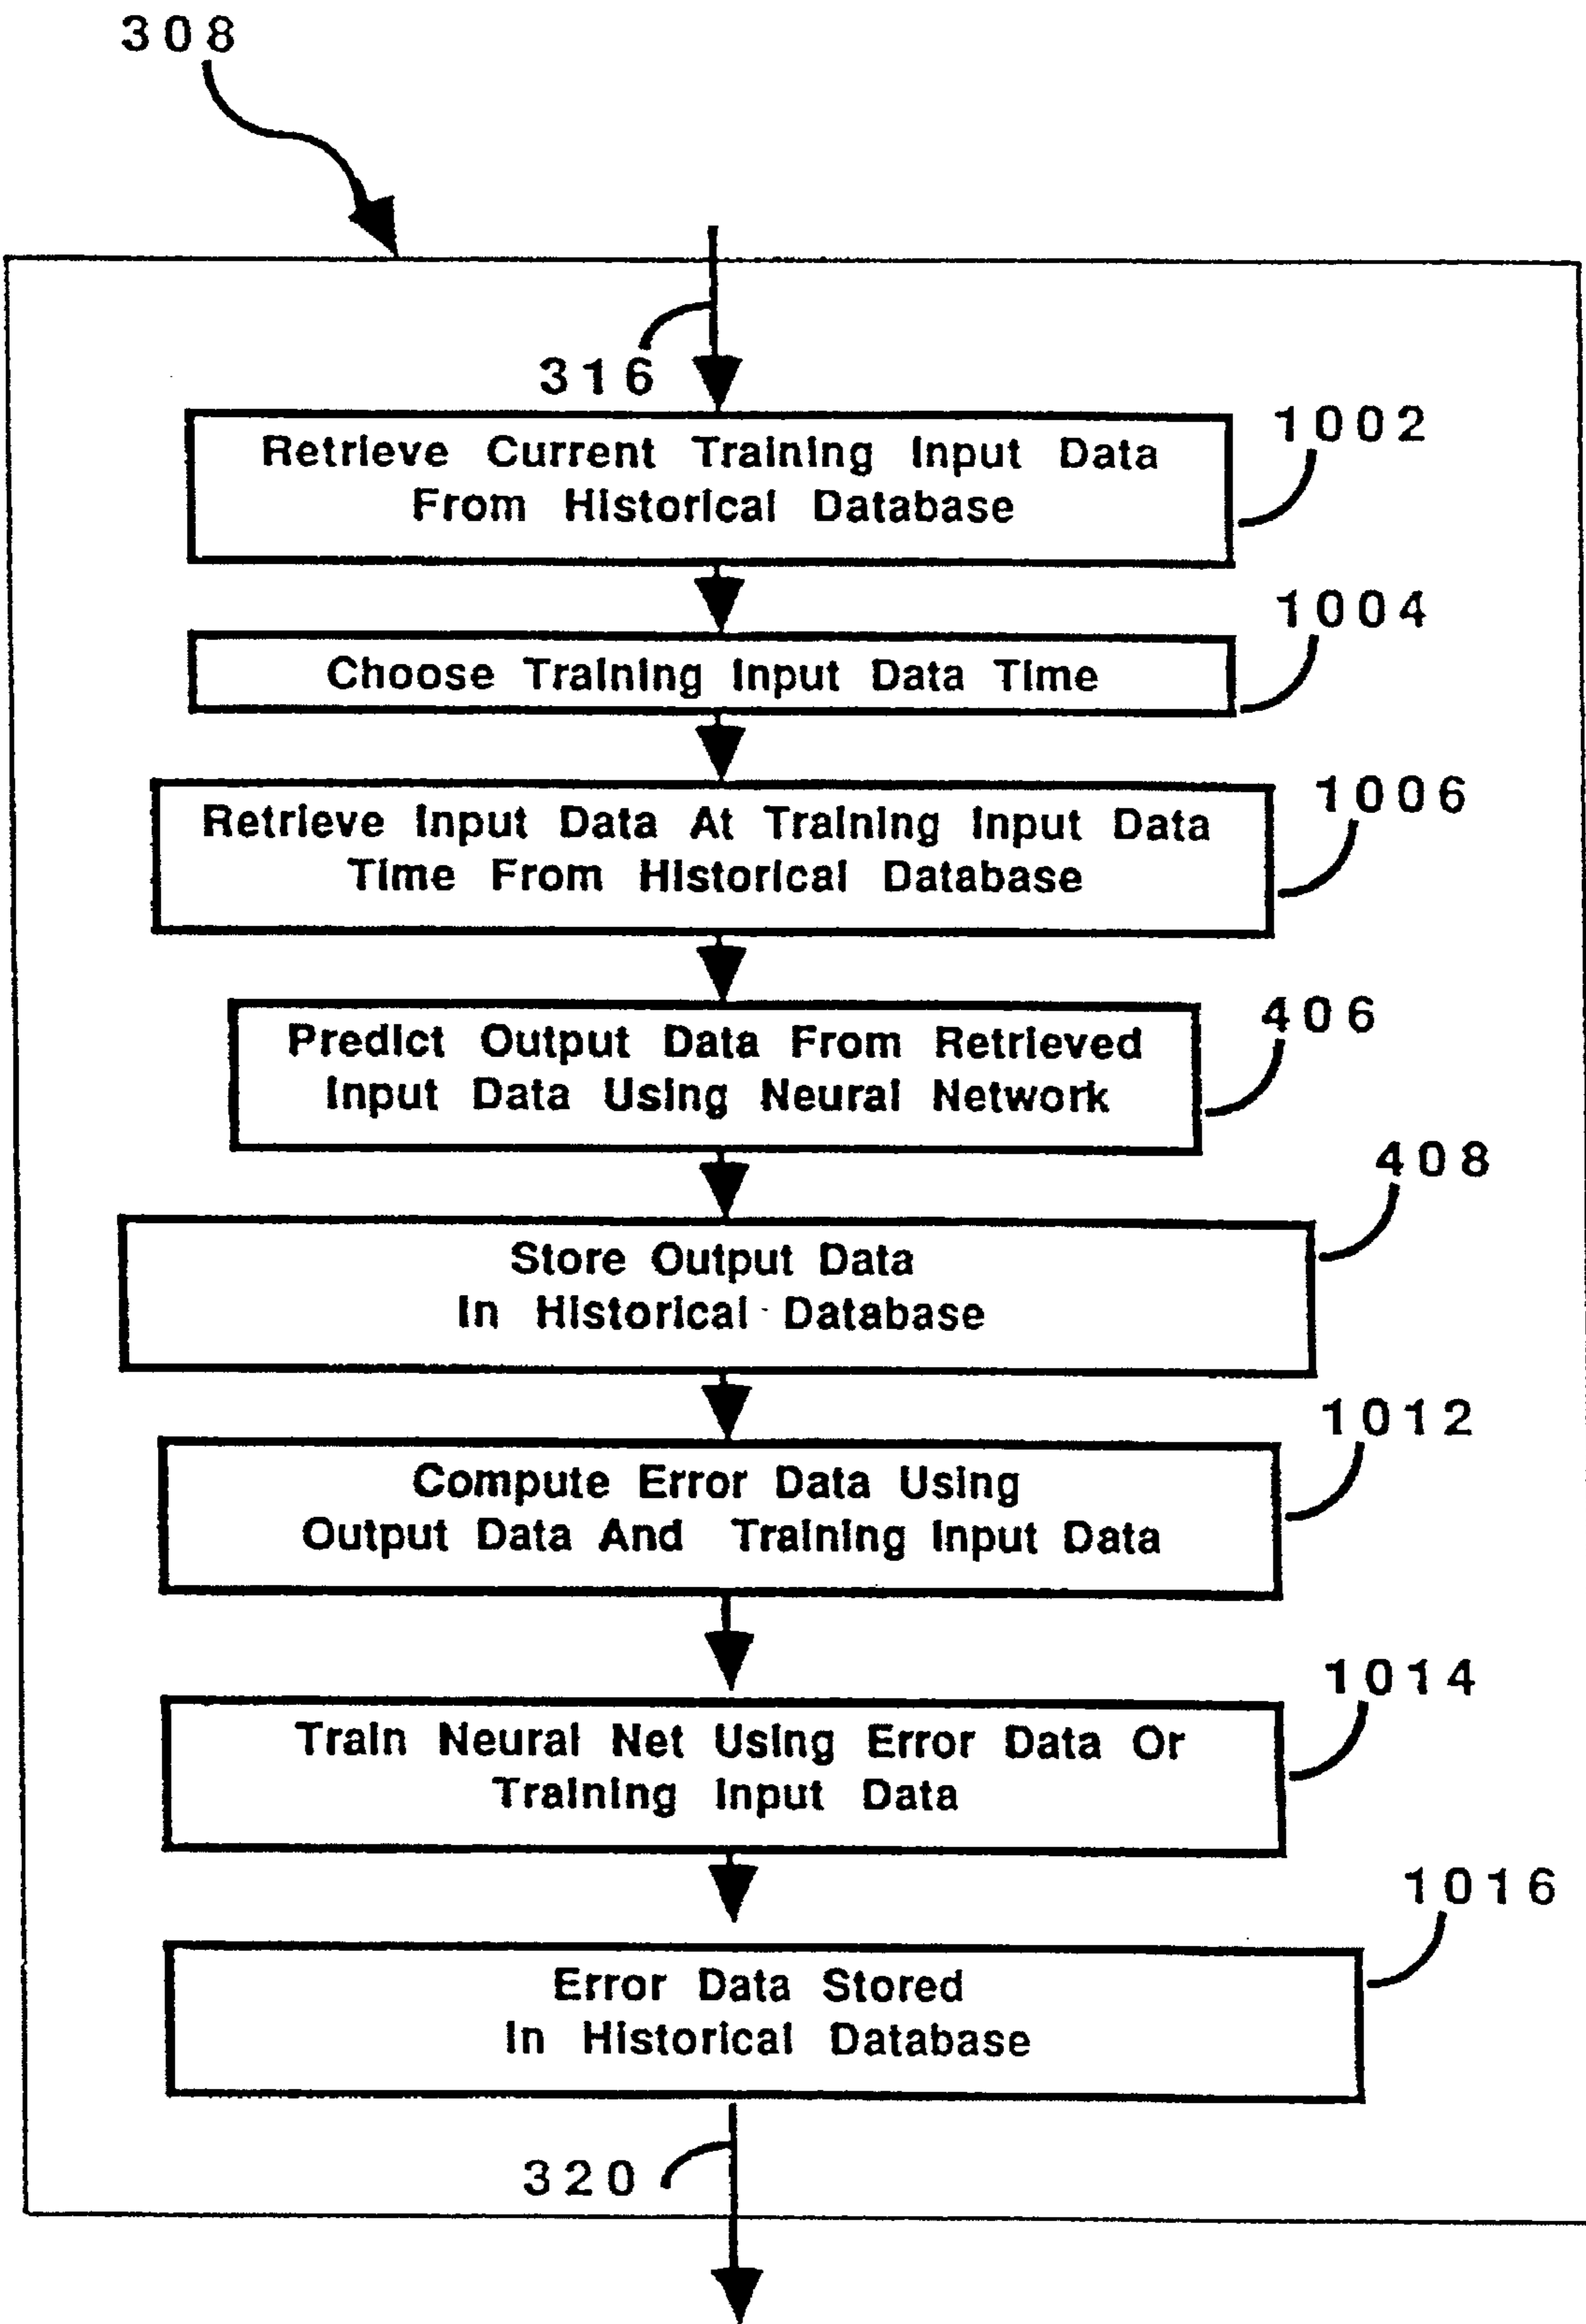 308
316
Retrieve Current Training Input Data
From Historical Database
1002
Choose Training Input Data Time
1004
Retrieve Input Data At Training Input Data
Time From Historical Database
1006
Predict Output Data From Retrieved
Input Data Using Neural Network
406
Store Output Data
In Historical Database
408
Compute Error Data Using
Output Data And Training Input Data
1012
Train Neural Net Using Error Data Or
Training Input Data
1014
Error Data Stored
In Historical Database
1016
320